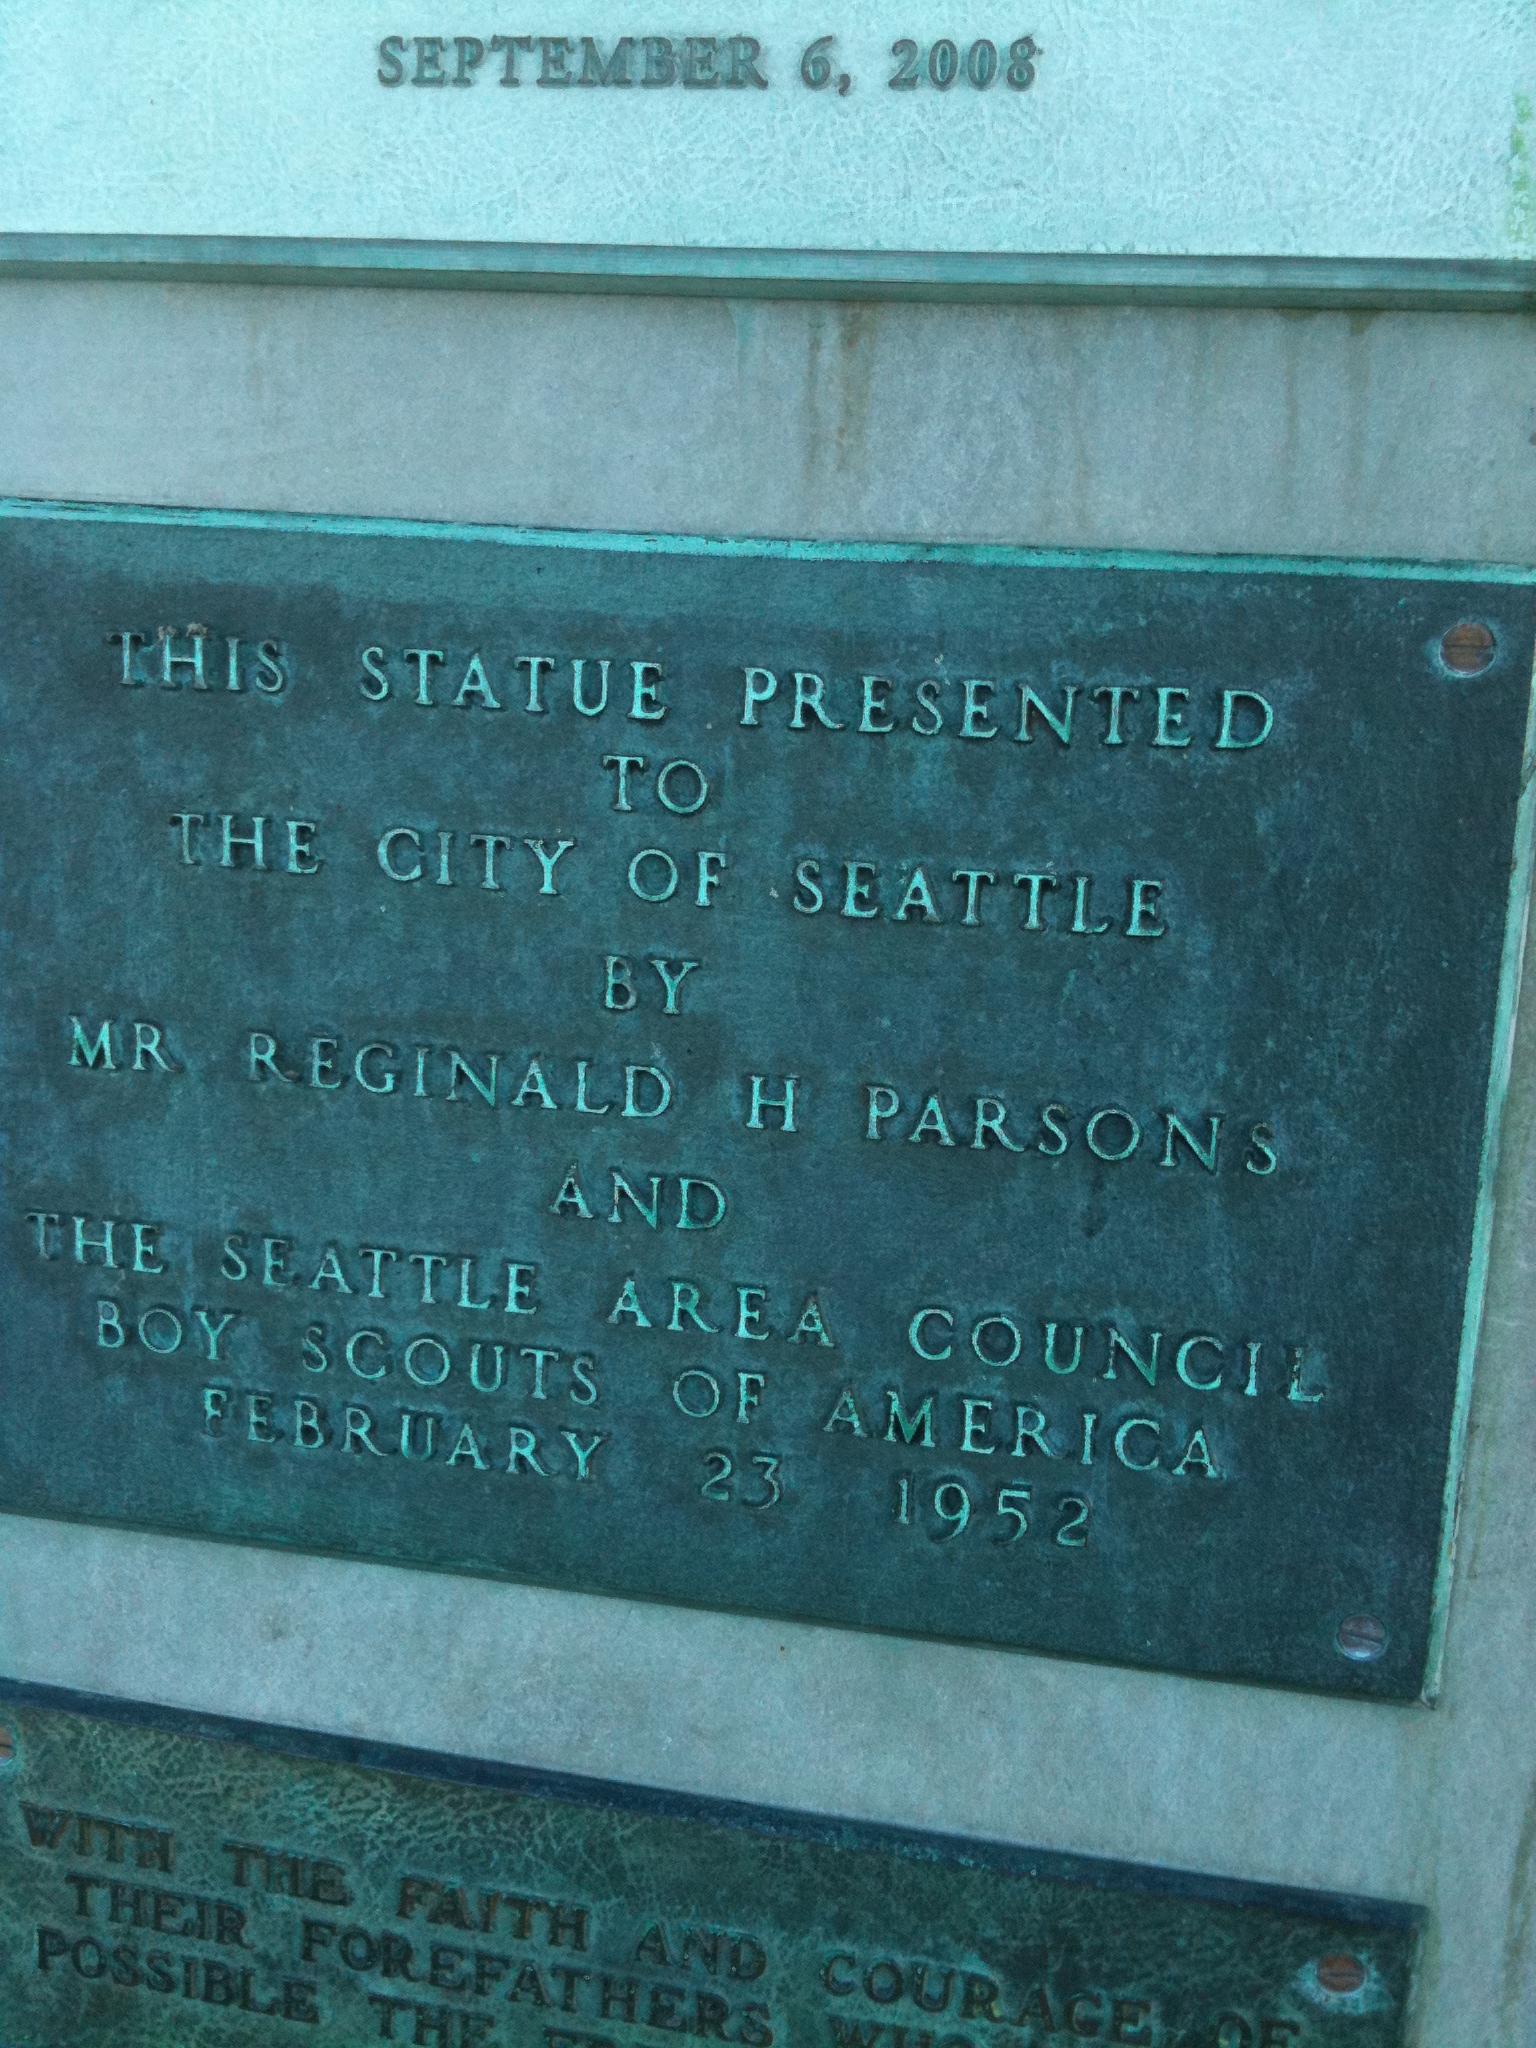 SEPTEMBER 6, 2008
THIS STATUE PRESENTED
TO
THE CITY OF SEATTLE
BY
MR REGINALD H PARSONS
AND
THE SEATTLE AREA COUNCIL
BOY SCOUTS OF AMERICA
FEBRUARY 23 1952
WITH THE FAITH AND COURAGE OF
THEIR FOREFATHERS WHO
POSSIBLE THE